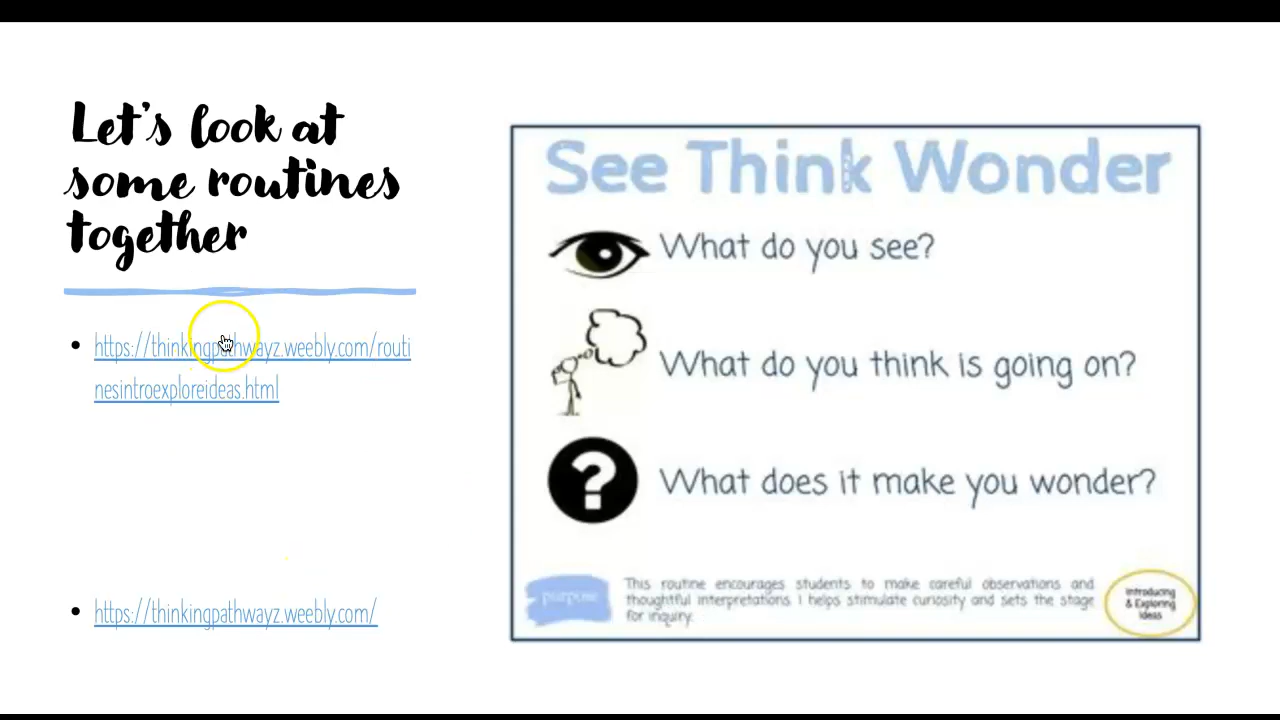 Let's look at
some routines
together
https://thinkingpathwayz.weebly.com/routi
nesintroexploreideas.html
https://thinkingpathwayz.weebly.com/
See Think Wonder
What do you see?
What do you think is going on?
?
What does it make you wonder?
purpose
This routine encourages students to make careful observations and
thoughtful interpretations. I helps stimulate curiosity and sets the stage
for inquiry.
Introducing
& Exploring
Ideas